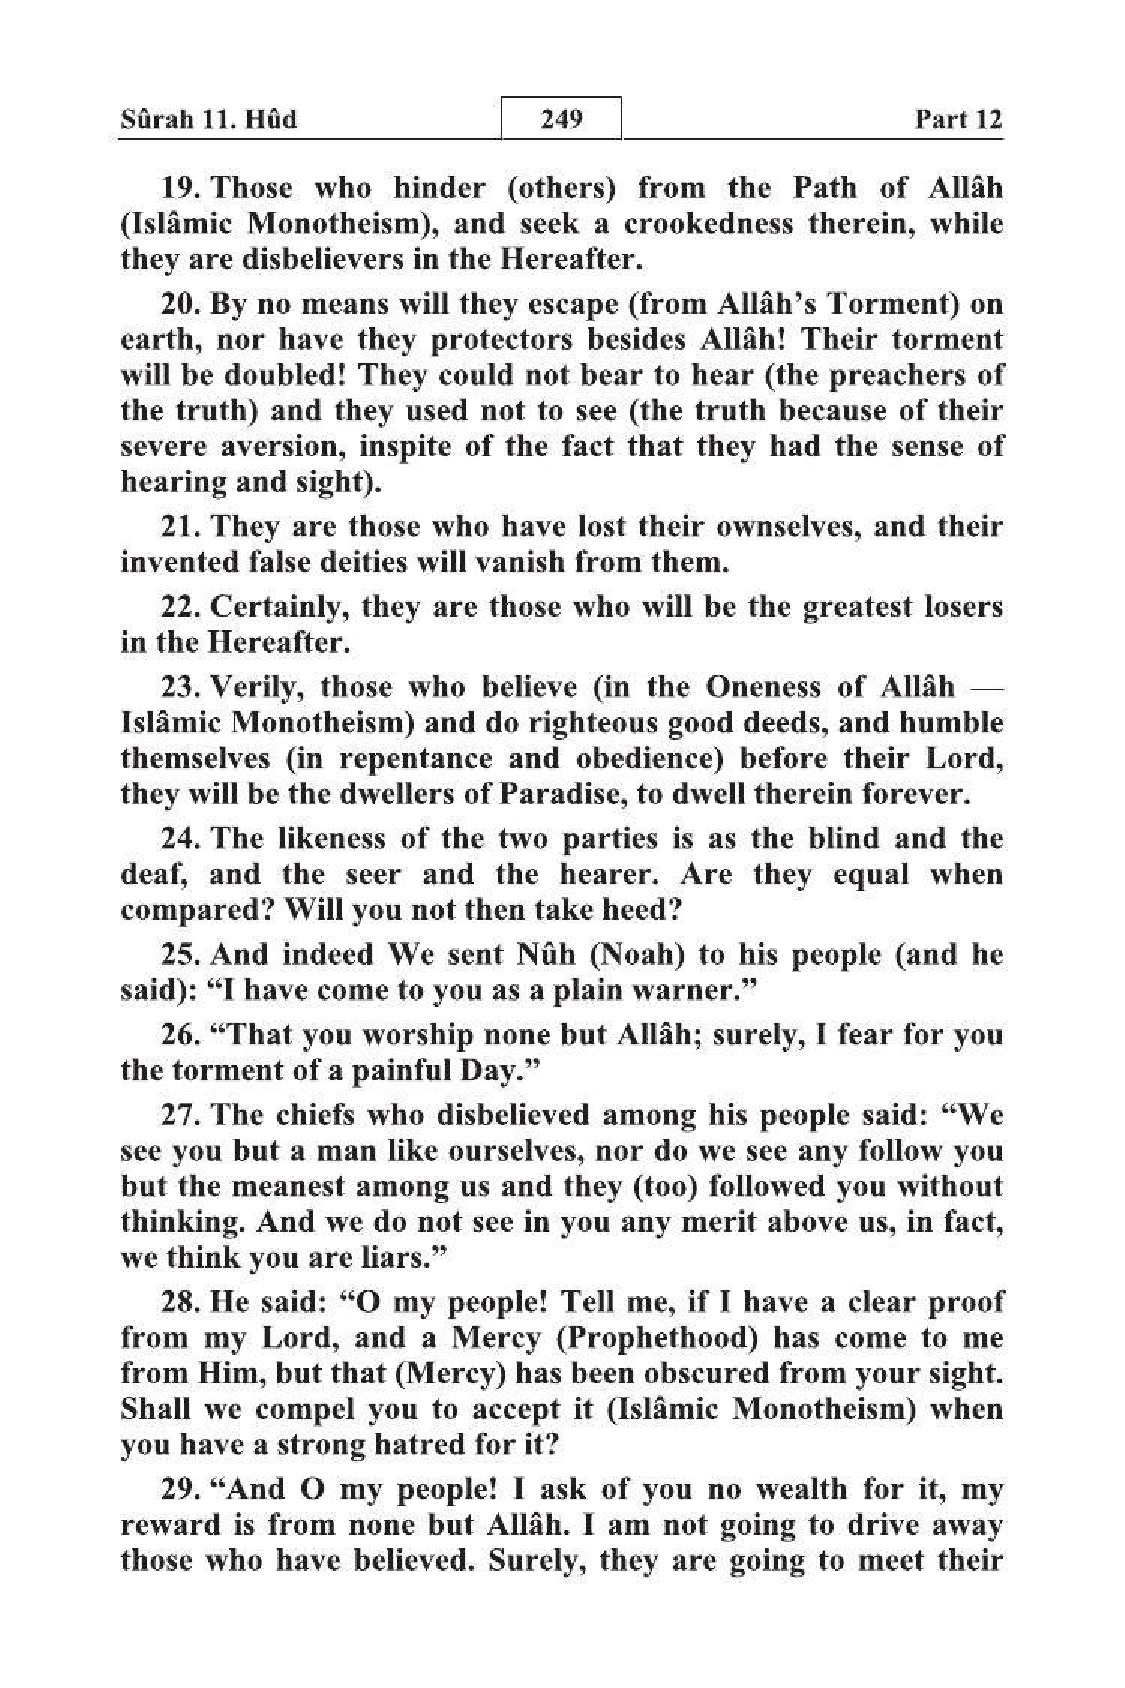 Sûrah 11. Hûd 249 Part 12
19. Those who hinder (others) from the Path of Allâh
(Islâmic Monotheism), and seek a crookedness therein, while
they are disbelievers in the Hereafter.
20. By no means will they escape (from Allâh’s Torment) on
earth, nor have they protectors besides Allâh! Their torment
will be doubled! They could not bear to hear (the preachers of
the truth) and they used not to see (the truth because of their
severe aversion, inspite of the fact that they had the sense of
hearing and sight).
21. They are those who have lost their ownselves, and their
invented false deities will vanish from them.
22. Certainly, they are those who will be the greatest losers
in the Hereafter.
23. Verily, those who believe (in the Oneness of Allâh —
Islâmic Monotheism) and do righteous good deeds, and humble
themselves (in repentance and obedience) before their Lord,
they will be the dwellers of Paradise, to dwell therein forever.
24. The likeness of the two parties is as the blind and the
deaf, and the seer and the hearer. Are they equal when
compared? Will you not then take heed?
25. And indeed We sent Nûh (Noah) to his people (and he
said): “I have come to you as a plain warner.”
26. “That you worship none but Allâh; surely, I fear for you
the torment of a painful Day.”
27. The chiefs who disbelieved among his people said: “We
see you but a man like ourselves, nor do we see any follow you
but the meanest among us and they (too) followed you without
thinking. And we do not see in you any merit above us, in fact,
we think you are liars.”
28. He said: “O my people! Tell me, if I have a clear proof
from my Lord, and a Mercy (Prophethood) has come to me
from Him, but that (Mercy) has been obscured from your sight.
Shall we compel you to accept it (Islâmic Monotheism) when
you have a strong hatred for it?
29. “And O my people! I ask of you no wealth for it, my
reward is from none but Allâh. I am not going to drive away
those who have believed. Surely, they are going to meet their